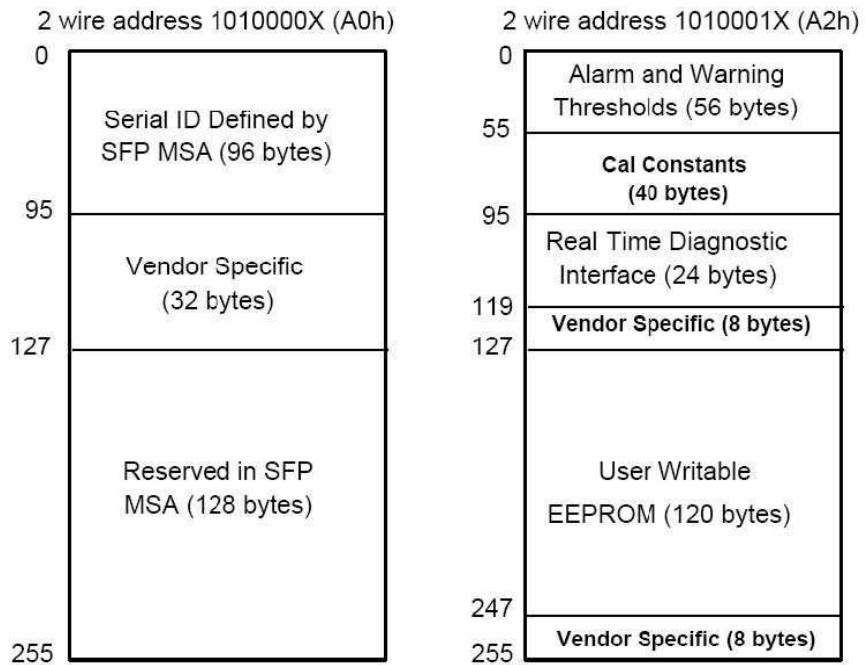 2 wire address 1010000X (A0h)
0
Serial ID Defined by
SFP MSA (96 bytes)
95
Vendor Specific
(32 bytes)
127
Reserved in SFP
MSA (128 bytes)
255
2 wire address 1010001X (A2h)
0
Alarm and Warning
Thresholds (56 bytes)
55
Cal Constants
(40 bytes)
95
Real Time Diagnostic
Interface (24 bytes)
119
Vendor Specific (8 bytes)
127
User Writable
EEPROM (120 bytes)
247
Vendor Specific (8 bytes)
255